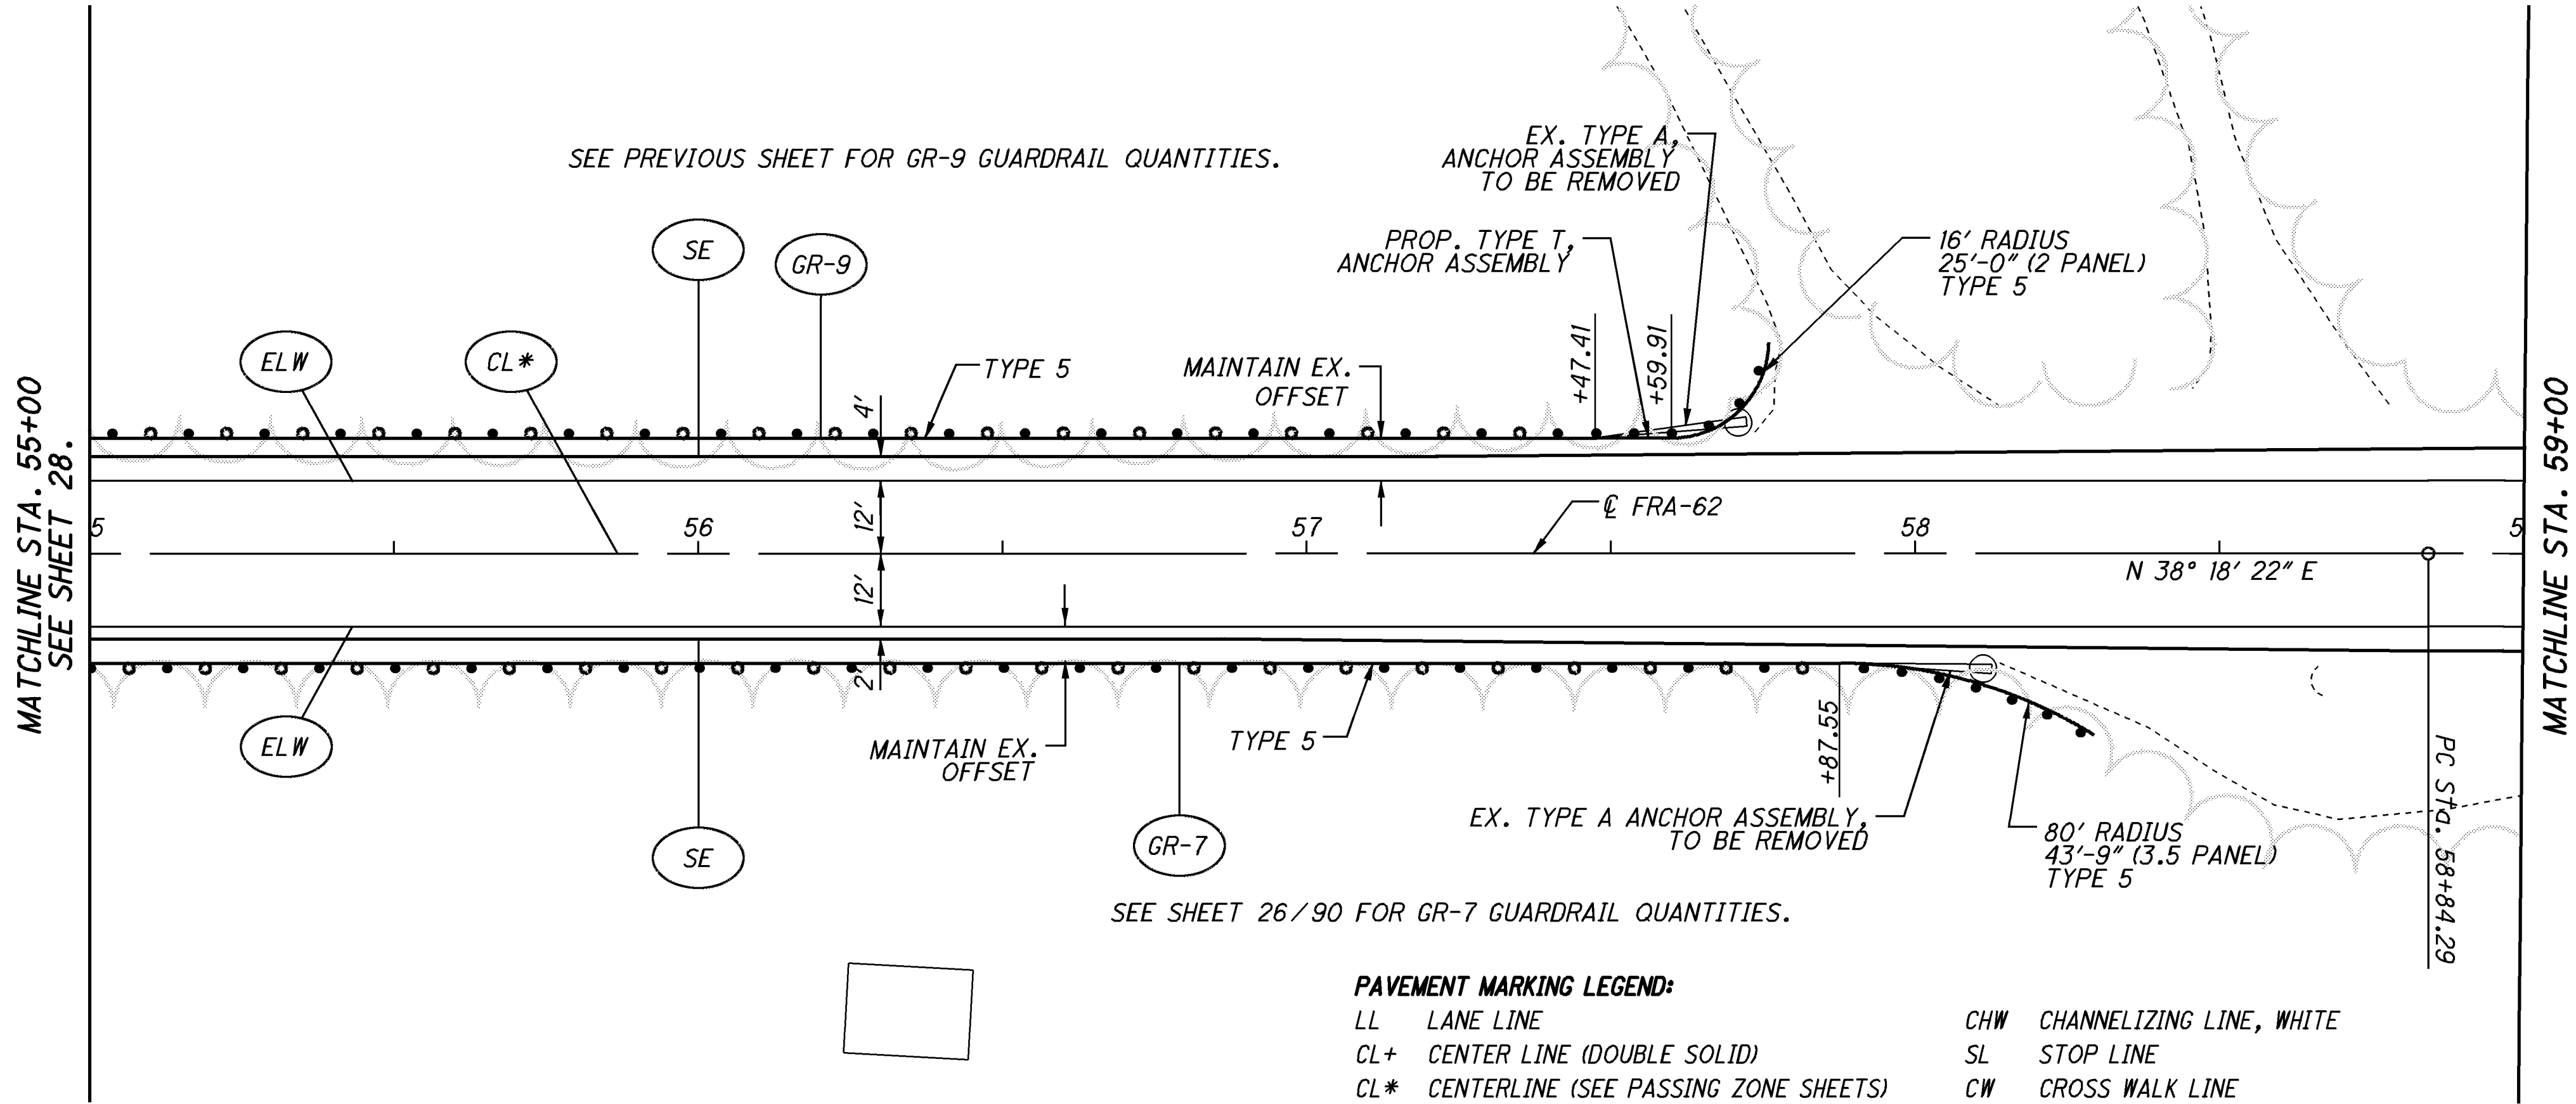 MATCHLINE STA. 55+00
SEE SHEET 28.
SEE PREVIOUS SHEET FOR GR-9 GUARDRAIL QUANTITIES.
EX. TYPE A,
ANCHOR ASSEMBLY
TO BE REMOVED
PROP. TYPE T,
ANCHOR ASSEMBLY
16' RADIUS
25'-0" (2 PANEL)
TYPE 5
SE
GR-9
ELW
CL*
TYPE 5
MAINTAIN EX.
OFFSET
+47.41
+59.91
4'
12'
12'
2'
5
56
57
58
5
℄ FRA-62
N 38° 18' 22" E
MATCHLINE STA. 59+00
ELW
SE
MAINTAIN EX.
OFFSET
TYPE 5
GR-7
+87.55
EX. TYPE A ANCHOR ASSEMBLY,
TO BE REMOVED
80' RADIUS
43'-9" (3.5 PANEL)
TYPE 5
PC Sta. 58+84.29
SEE SHEET 26/90 FOR GR-7 GUARDRAIL QUANTITIES.
PAVEMENT MARKING LEGEND:
LL LANE LINE
CL+ CENTER LINE (DOUBLE SOLID)
CL* CENTERLINE (SEE PASSING ZONE SHEETS)
CHW CHANNELIZING LINE, WHITE
SL STOP LINE
CW CROSS WALK LINE